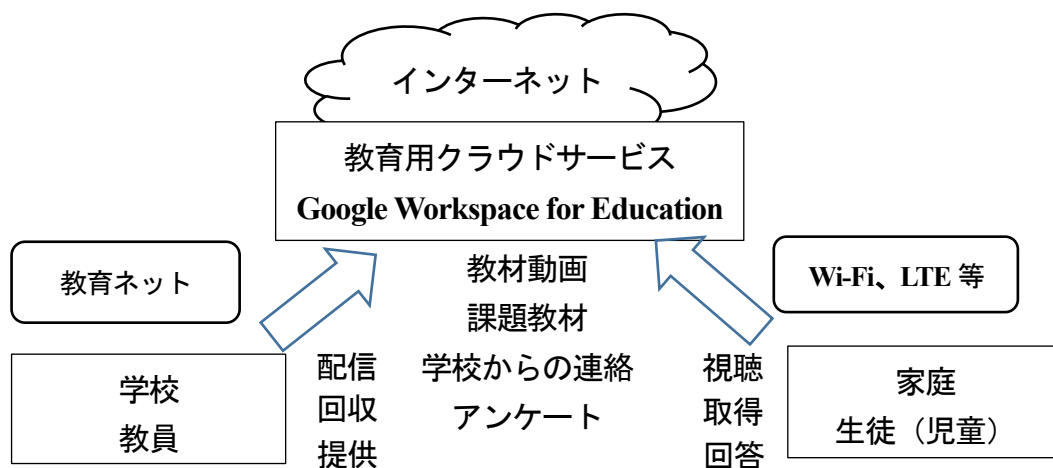 インターネット
教育用クラウドサービス
Google Workspace for Education
教育ネット
Wi-Fi、LTE 等
教材動画
課題教材
学校からの連絡
アンケート
学校
教員
配信
回収
提供
視聴
取得
回答
家庭
生徒（児童）